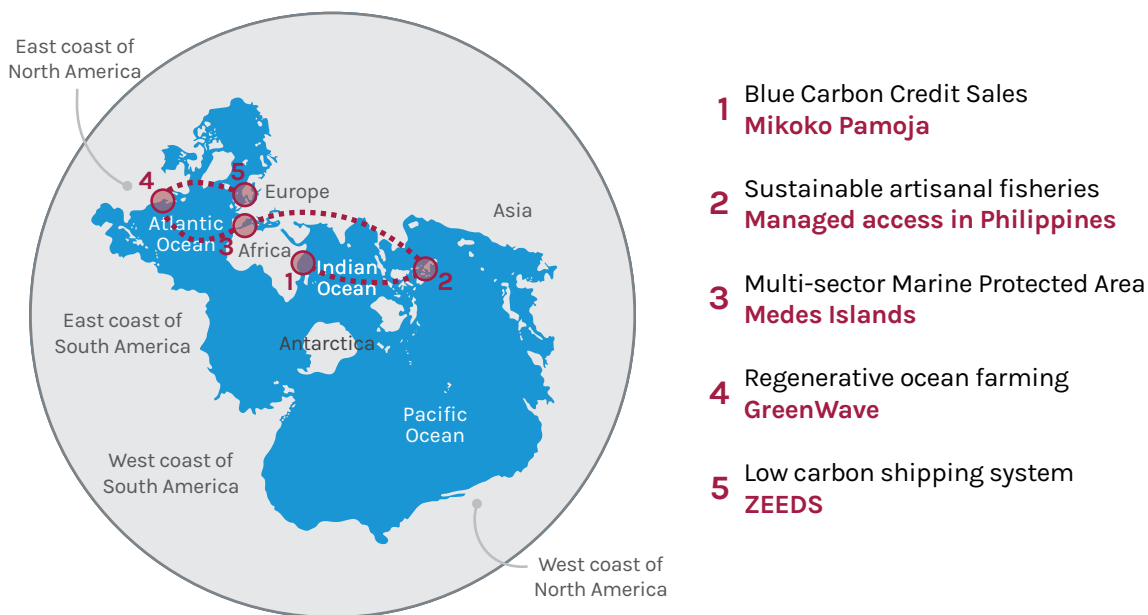 East coast of
North America
4
5
Europe
Atlantic
Ocean
3
Africa
Asia
1
Indian
Ocean
2
East coast of
South America
Antarctica
Pacific
Ocean
West coast of
South America
West coast of
North America
1
Blue Carbon Credit Sales
Mikoko Pamoja
2
Sustainable artisanal fisheries
Managed access in Philippines
3
Multi-sector Marine Protected Area
Medes Islands
4
Regenerative ocean farming
GreenWave
5
Low carbon shipping system
ZEEDS